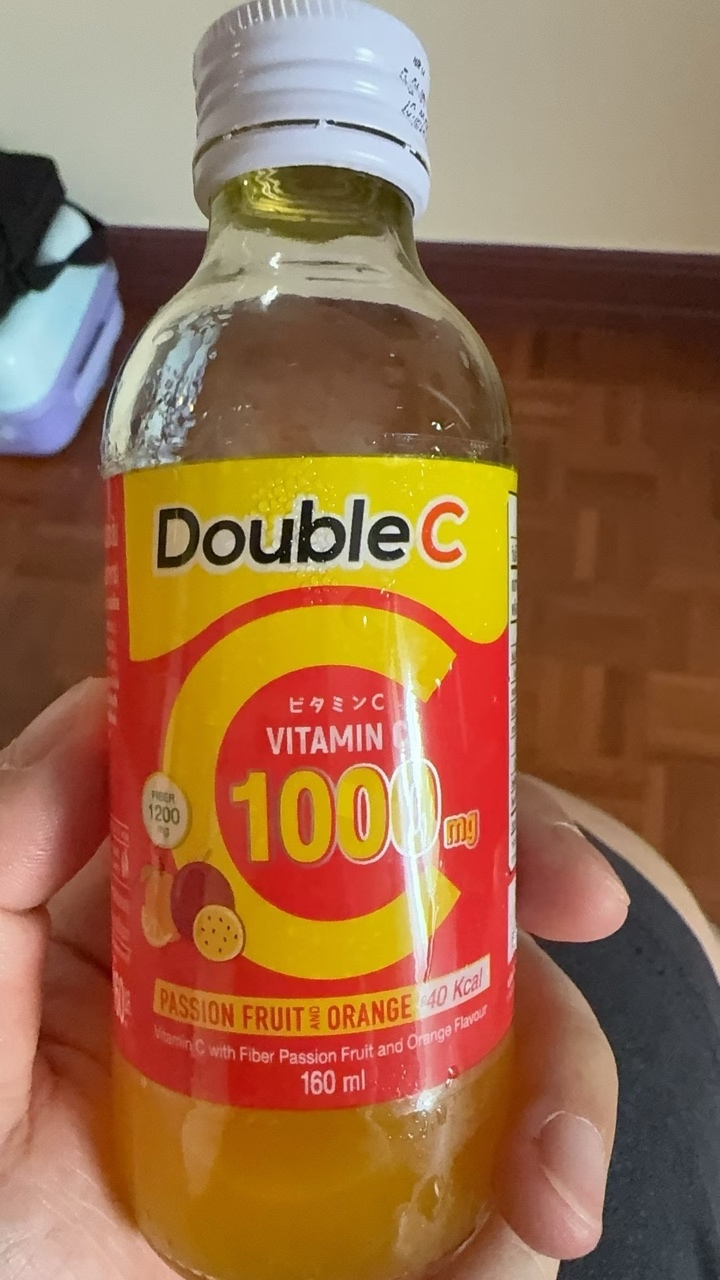 Double C
ビタミンC
VITAMIN C
1000 mg
FIBER
1200
mg
PASSION FRUIT AND ORANGE 40 Kcal
Vitamin C with Fiber Passion Fruit and Orange Flavour
160 ml